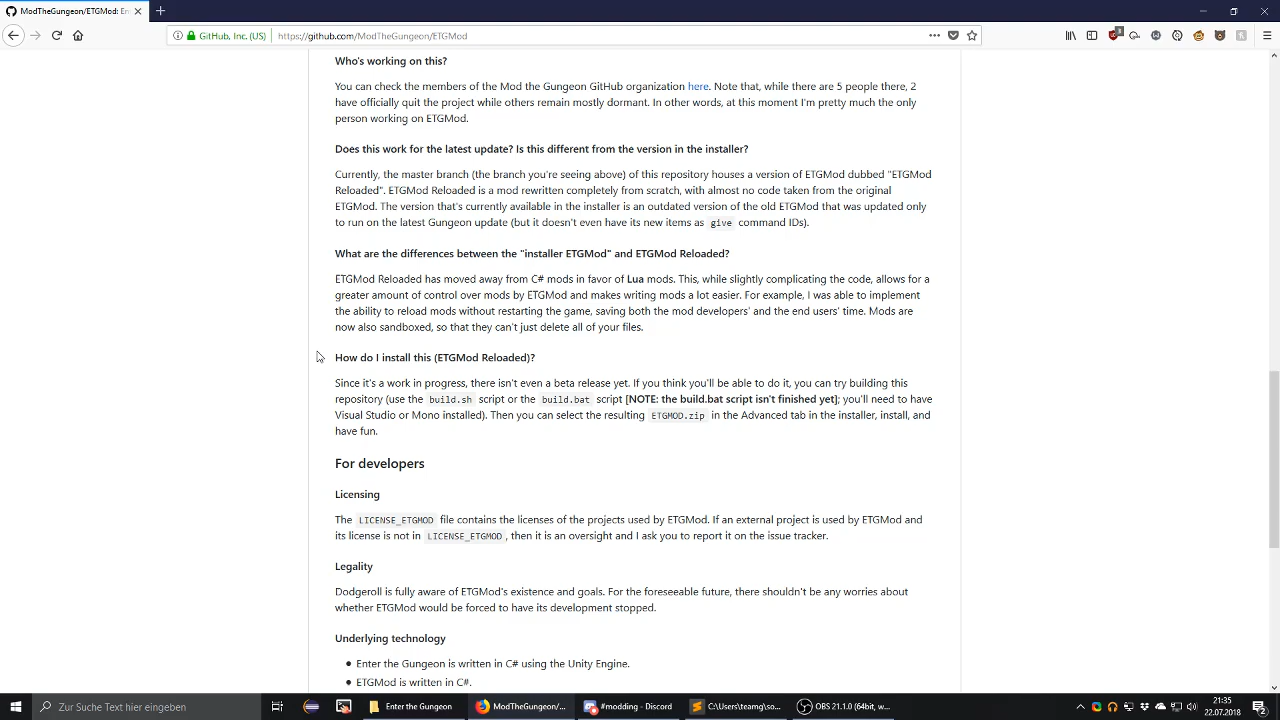 ModTheGungeon/ETGMod: En
GitHub, Inc. (US)
https://github.com/ModTheGungeon/ETGMod
Who's working on this?
You can check the members of the Mod the Gungeon GitHub organization here. Note that, while there are 5 people there, 2
have officially quit the project while others remain mostly dormant. In other words, at this moment I'm pretty much the only
person working on ETGMod.
Does this work for the latest update? Is this different from the version in the installer?
Currently, the master branch (the branch you're seeing above) of this repository houses a version of ETGMod dubbed "ETGMod
Reloaded". ETGMod Reloaded is a mod rewritten completely from scratch, with almost no code taken from the original
ETGMod. The version that's currently available in the installer is an outdated version of the old ETGMod that was updated only
to run on the latest Gungeon update (but it doesn't even have its new items as give command IDs).
What are the differences between the "installer ETGMod" and ETGMod Reloaded?
ETGMod Reloaded has moved away from C# mods in favor of Lua mods. This, while slightly complicating the code, allows for a
greater amount of control over mods by ETGMod and makes writing mods a lot easier. For example, I was able to implement
the ability to reload mods without restarting the game, saving both the mod developers' and the end users' time. Mods are
now also sandboxed, so that they can't just delete all of your files.
How do I install this (ETGMod Reloaded)?
Since it's a work in progress, there isn't even a beta release yet. If you think you'll be able to do it, you can try building this
repository (use the build.sh script or the build.bat script [NOTE: the build.bat script isn't finished yet]; you'll need to have
Visual Studio or Mono installed). Then you can select the resulting ETGMOD.zip in the Advanced tab in the installer, install, and
have fun.
For developers
Licensing
The LICENSE_ETGMOD file contains the licenses of the projects used by ETGMod. If an external project is used by ETGMod and
its license is not in LICENSE_ETGMOD, then it is an oversight and I ask you to report it on the issue tracker.
Legality
Dodgeroll is fully aware of ETGMod's existence and goals. For the foreseeable future, there shouldn't be any worries about
whether ETGMod would be forced to have its development stopped.
Underlying technology
Enter the Gungeon is written in C# using the Unity Engine.
ETGMod is written in C#.
Zur Suche Text hier eingeben
Enter the Gungeon
ModTheGungeon/...
#modding - Discord
C:\Users\teamg\so...
OBS 21.1.0 (64bit, w...
21:35
22.07.2018